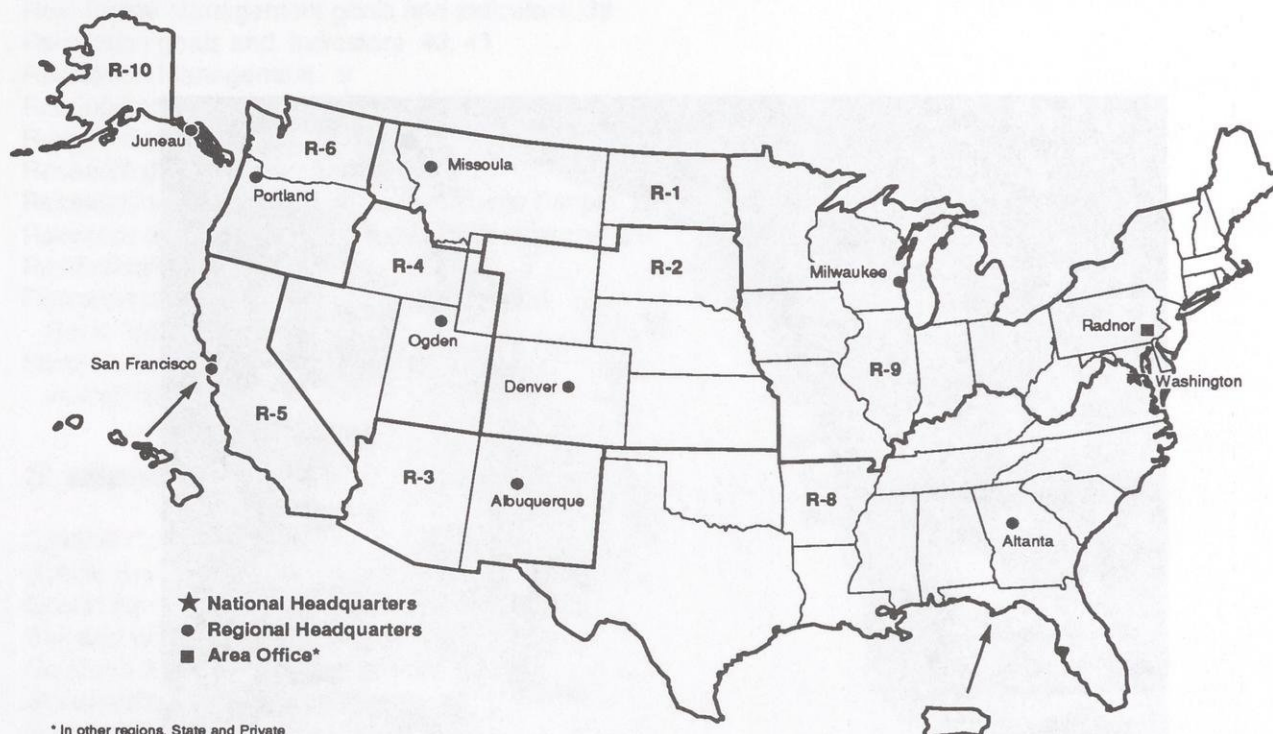 R-10
Juneau
R-6
Portland
Missoula
R-1
R-4
R-2
Milwaukee
Ogden
Radnor
San Francisco
Denver
R-9
Washington
R-5
R-3
Albuquerque
R-8
Altanta
★ National Headquarters
● Regional Headquarters
■ Area Office*
* In other regions, State and Private